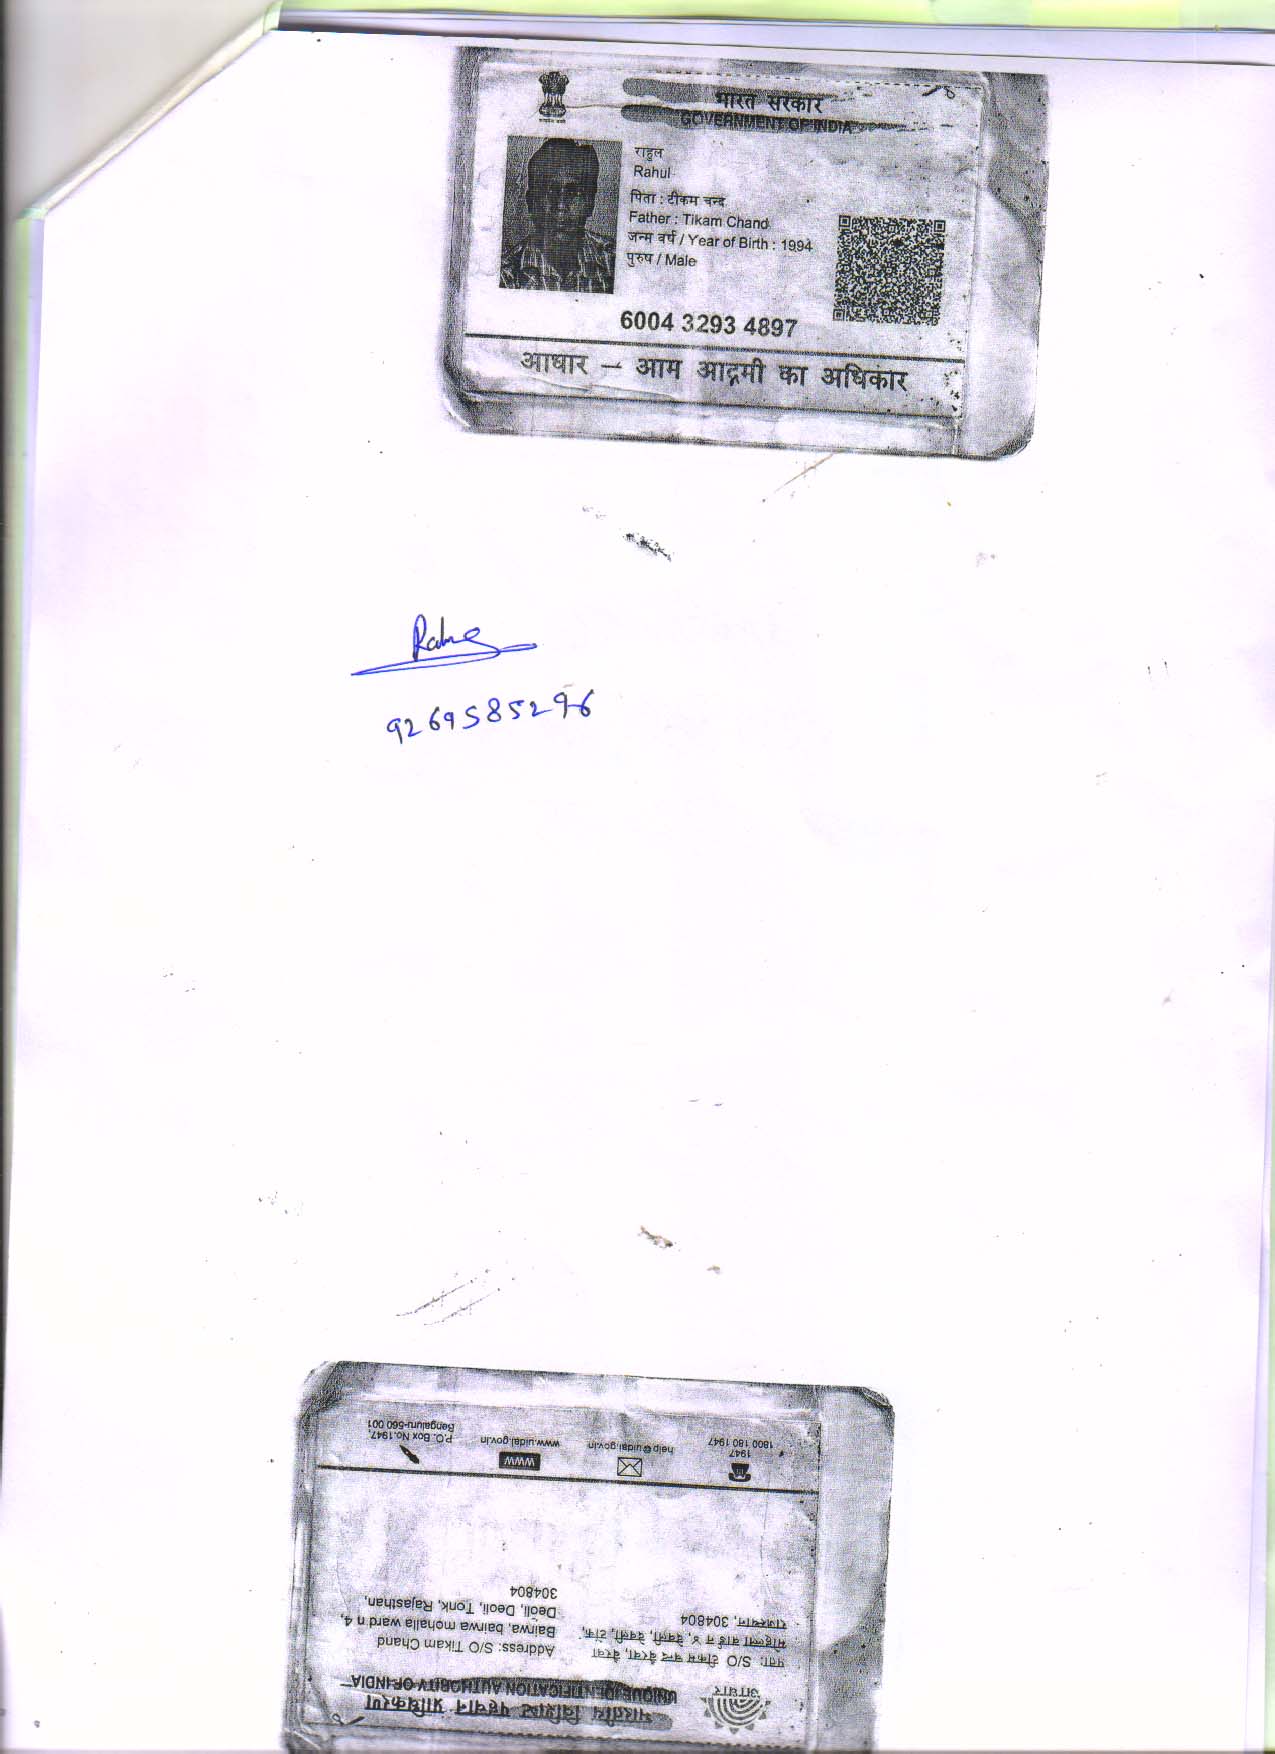 भारत सरकार
GOVERNMENT OF INDIA
राहुल
Rahul
पिता : टीकम चन्द
Father : Tikam Chand
जन्म वर्ष / Year of Birth : 1994
पुरुष / Male
6004 3293 4897
आधार – आम आदमी का अधिकार
9269585296
भारतीय विशिष्ट पहचान प्राधिकरण
UNIQUE IDENTIFICATION AUTHORITY OF INDIA
आधार
पता: S/O टीकम चन्द बैरवा, बैरवा
मोहल्ला वार्ड न ४, देवली, देवली, टोंक,
राजस्थान, 304804
Address: S/O Tikam Chand
Bairwa, bairwa mohalla ward n 4,
Deoli, Deoli, Tonk, Rajasthan,
304804
1947
1800 180 1947
help@uidai.gov.in
www
www.uidai.gov.in
P.O. Box No.1947,
Bengaluru-560 001